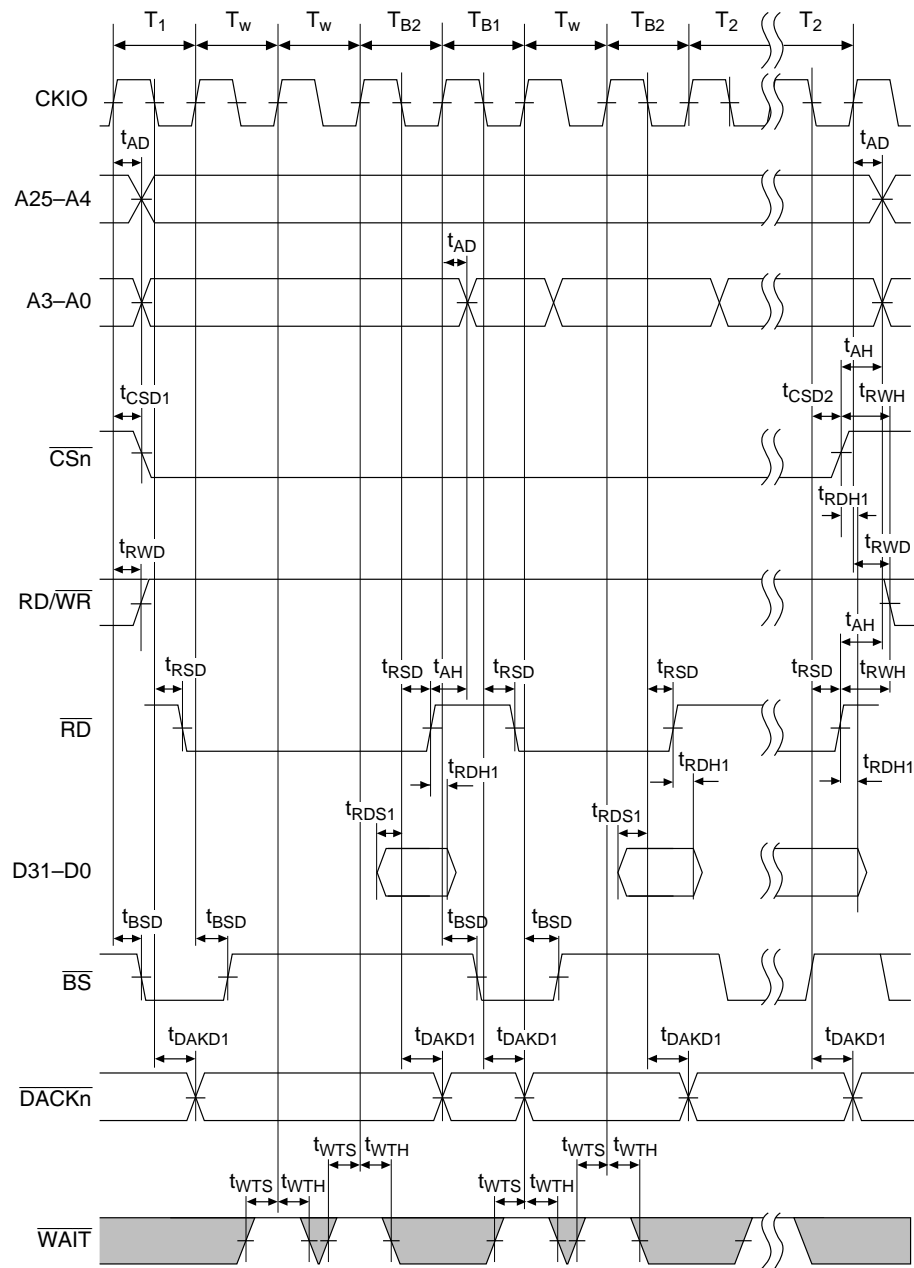 T1 Tw Tw TB2 TB1 Tw TB2 T2 T2
CKIO
tAD tAD
A25–A4
tAD
A3–A0
tAH
tCSD1 tCSD2 tRWH
CSn
tRDH1
tRWD tRWD
RD/WR
tAH
tRSD tRSD tAH tRSD tRSD tRSD tRWH
RD
tRDH1 tRDH1 tRDH1
tRDS1 tRDS1
D31–D0
tBSD tBSD tBSD tBSD
BS
tDAKD1 tDAKD1 tDAKD1 tDAKD1 tDAKD1
DACKn
tWTS tWTH tWTS tWTH
tWTS tWTH tWTS tWTH
WAIT